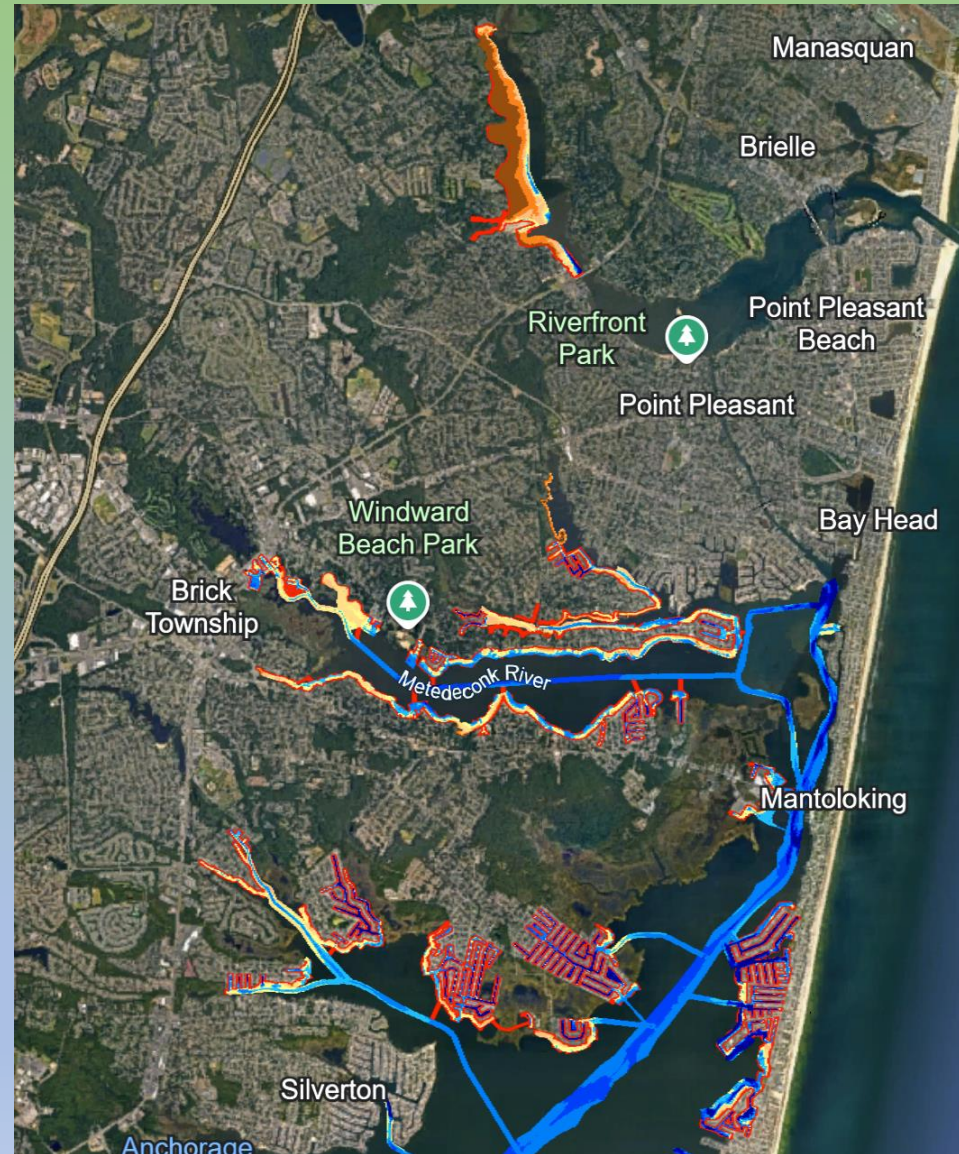 Manasquan
Brielle
Riverfront
Park
Point Pleasant
Beach
Point Pleasant
Windward
Beach Park
Bay Head
Brick
Township
Metedeconk River
Mantoloking
Silverton
Anchorage